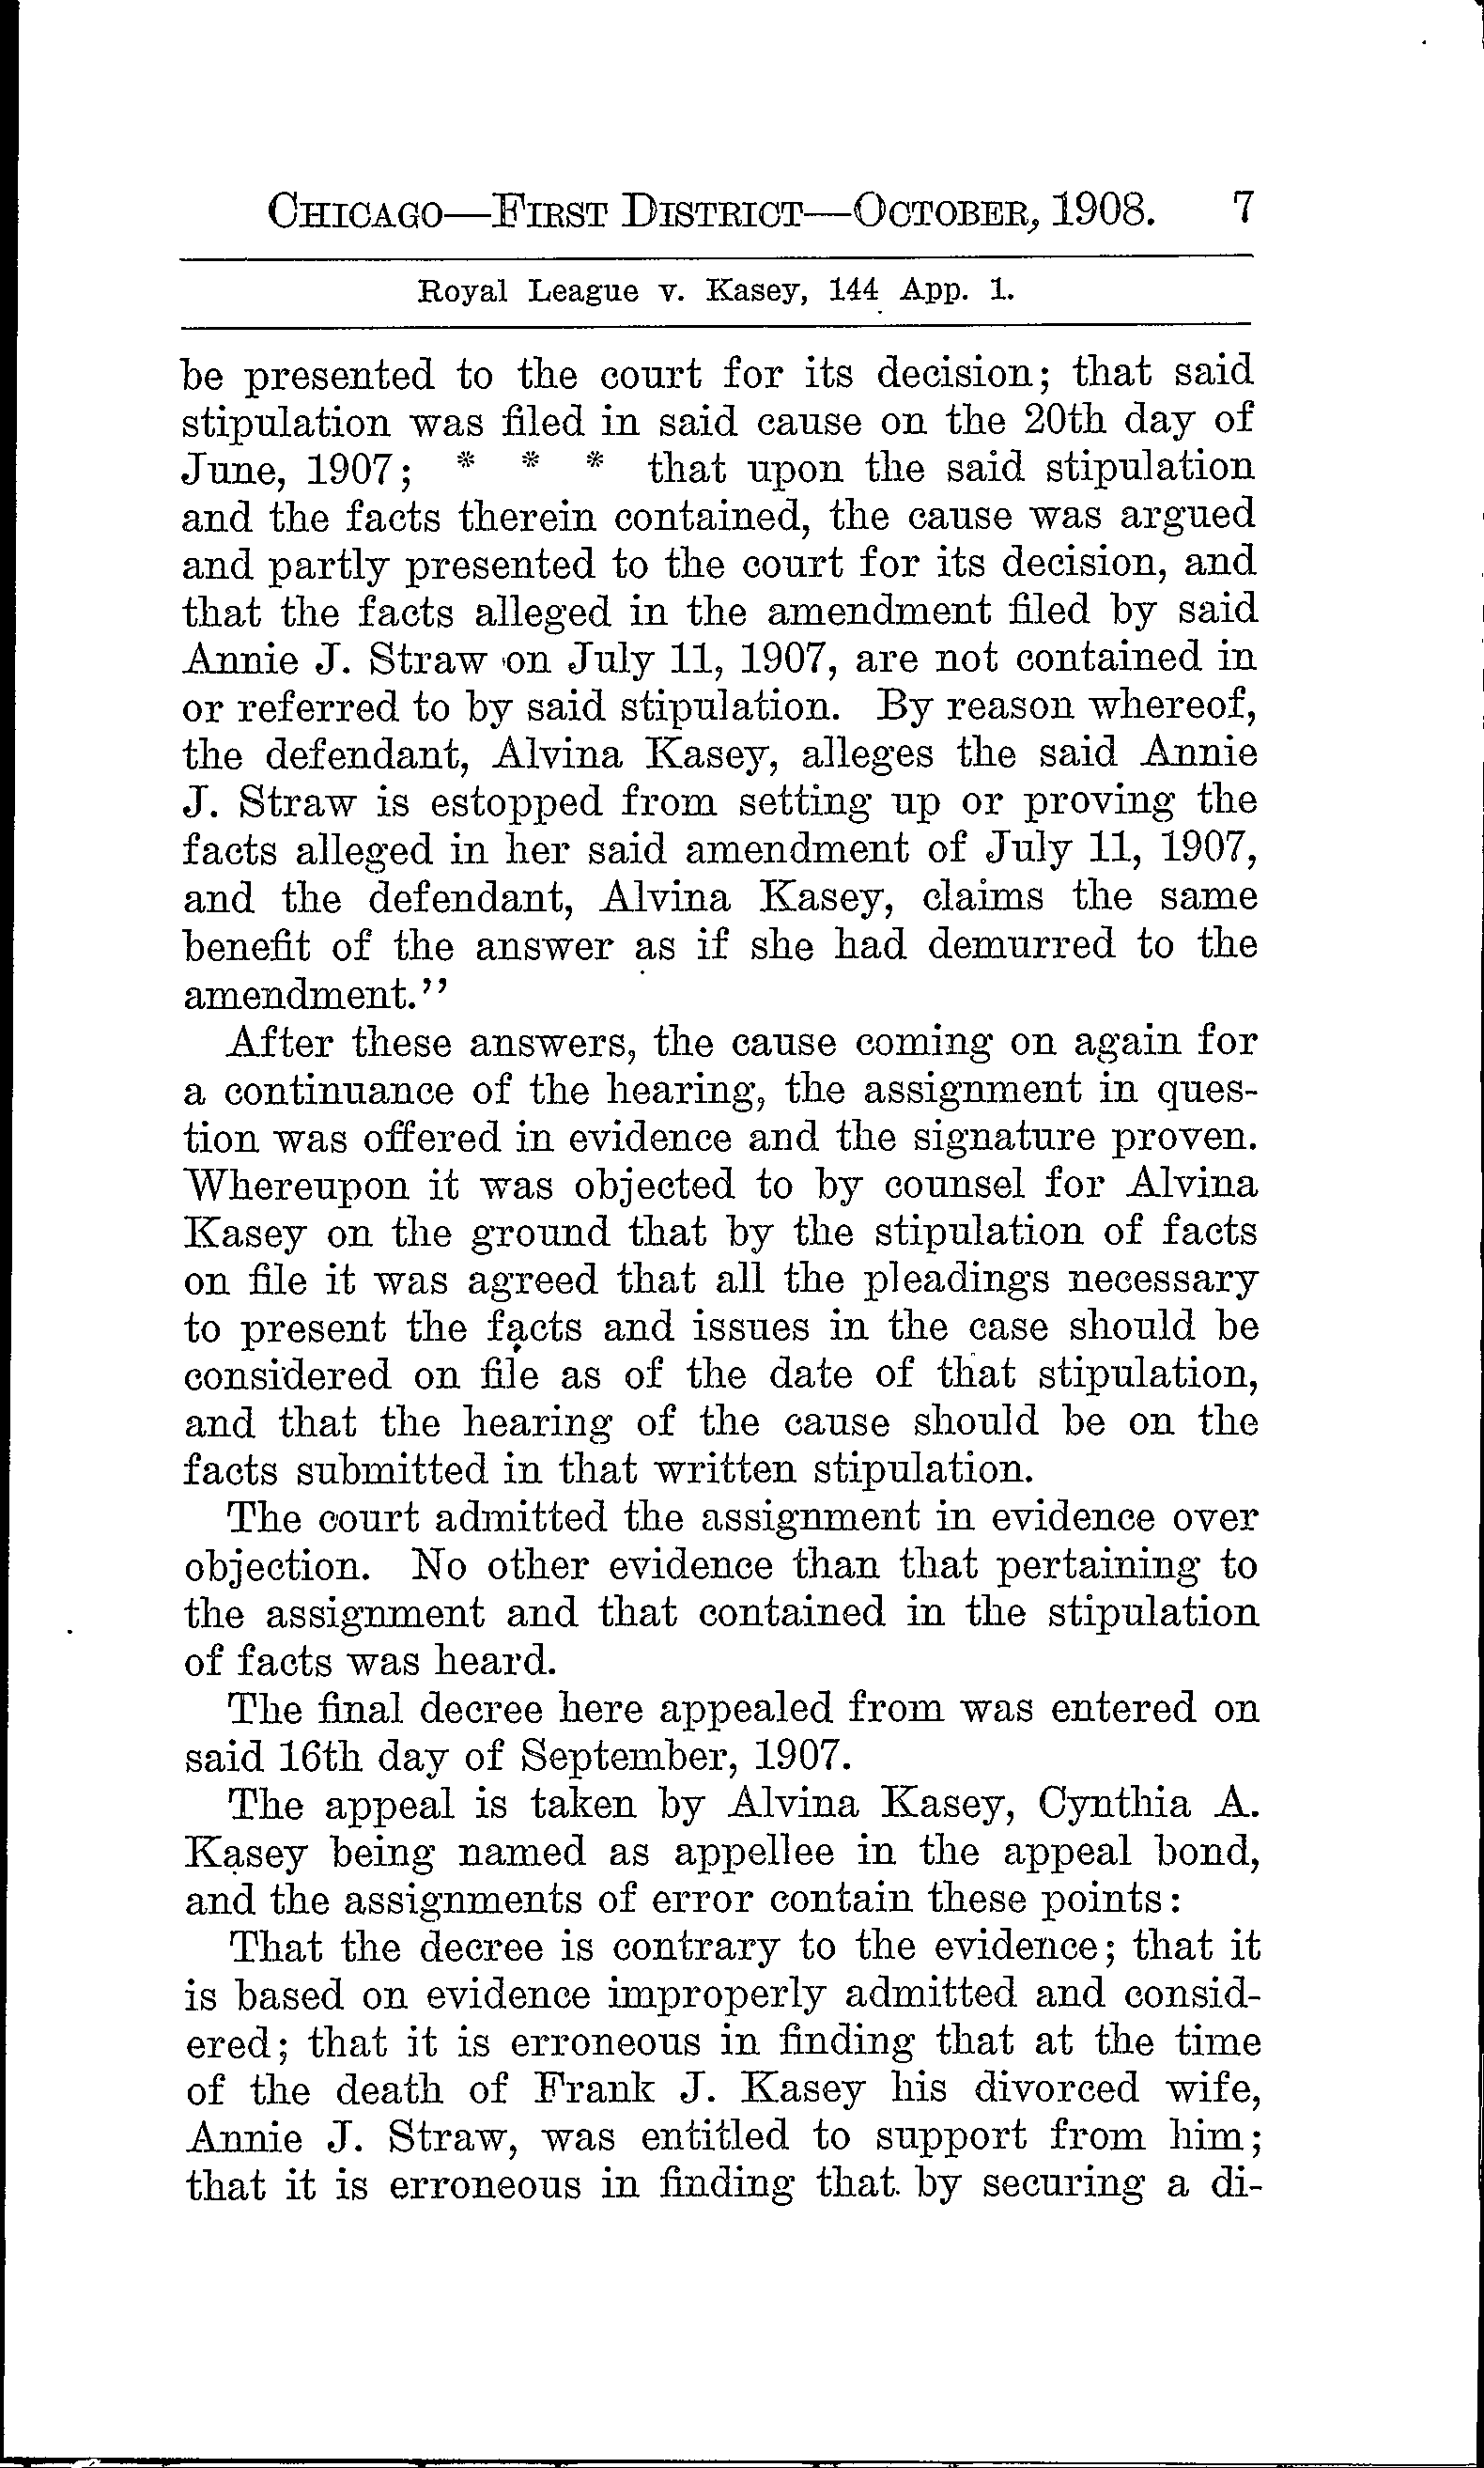 CHICAGO—FIRST DISTRICT—OCTOBER, 1908. 7
Royal League v. Kasey, 144 App. 1.
be presented to the court for its decision; that said
stipulation was filed in said cause on the 20th day of
June, 1907; * * * that upon the said stipulation
and the facts therein contained, the cause was argued
and partly presented to the court for its decision, and
that the facts alleged in the amendment filed by said
Annie J. Straw on July 11, 1907, are not contained in
or referred to by said stipulation. By reason whereof,
the defendant, Alvina Kasey, alleges the said Annie
J. Straw is estopped from setting up or proving the
facts alleged in her said amendment of July 11, 1907,
and the defendant, Alvina Kasey, claims the same
benefit of the answer as if she had demurred to the
amendment.''
After these answers, the cause coming on again for
a continuance of the hearing, the assignment in ques-
tion was offered in evidence and the signature proven.
Whereupon it was objected to by counsel for Alvina
Kasey on the ground that by the stipulation of facts
on file it was agreed that all the pleadings necessary
to present the facts and issues in the case should be
considered on file as of the date of that stipulation,
and that the hearing of the cause should be on the
facts submitted in that written stipulation.
The court admitted the assignment in evidence over
objection. No other evidence than that pertaining to
the assignment and that contained in the stipulation
of facts was heard.
The final decree here appealed from was entered on
said 16th day of September, 1907.
The appeal is taken by Alvina Kasey, Cynthia A.
Kasey being named as appellee in the appeal bond,
and the assignments of error contain these points:
That the decree is contrary to the evidence; that it
is based on evidence improperly admitted and consid-
ered; that it is erroneous in finding that at the time
of the death of Frank J. Kasey his divorced wife,
Annie J. Straw, was entitled to support from him;
that it is erroneous in finding that by securing a di-